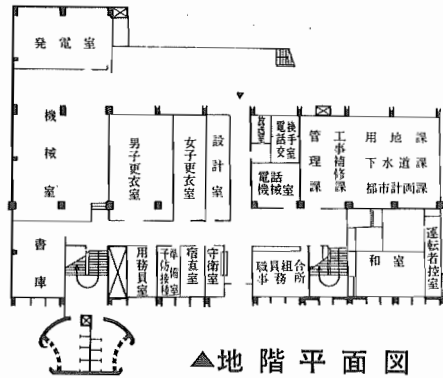 発電室
機械室
男子更衣室
女子更衣室
設計室
電話交換手室
電話機械室
管理課
工事補修課
用地課
下水道課
都市計画課
書庫
用務員室
予防接種準備室
宿直室
守衛室
職員組合
事務所
和室
運転者控室
▲地階平面図